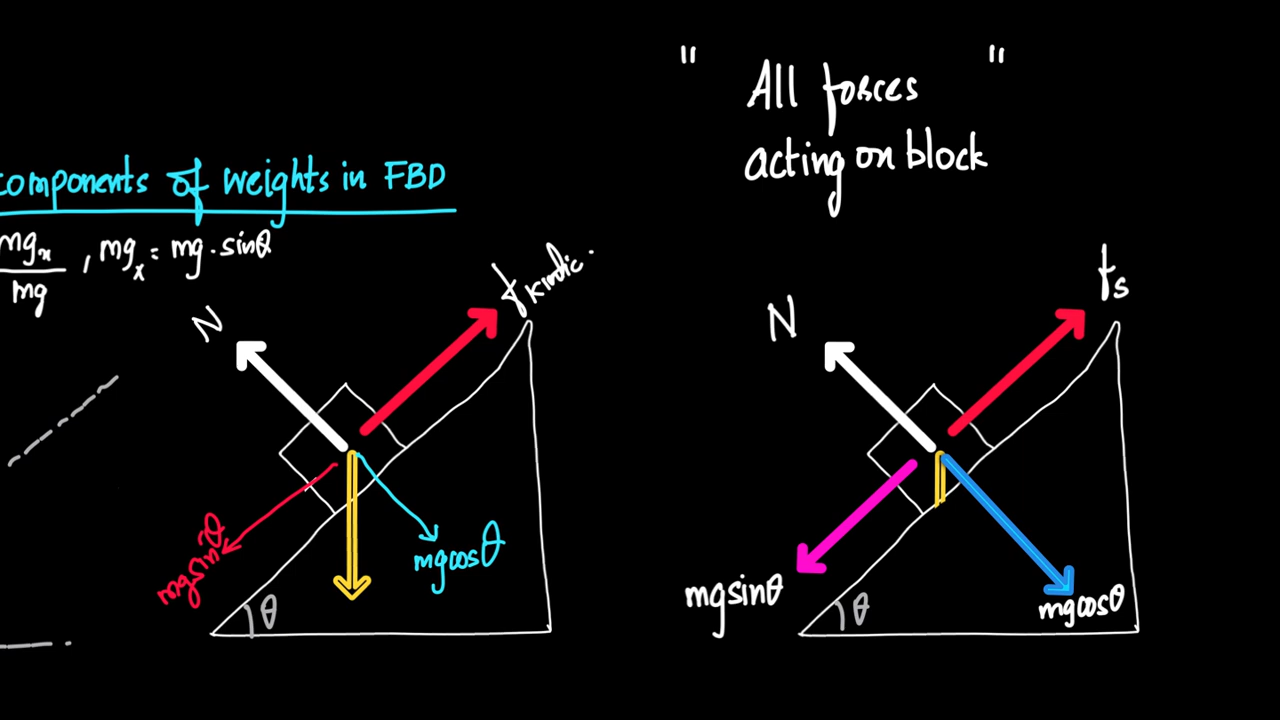 " All forces "
acting on block
components of weights in FBD
mgx / mg , mgx = mg · sinθ
N
fkinetic.
mgsinθ
mgcosθ
θ
N
fs
mgsinθ
mgcosθ
θ